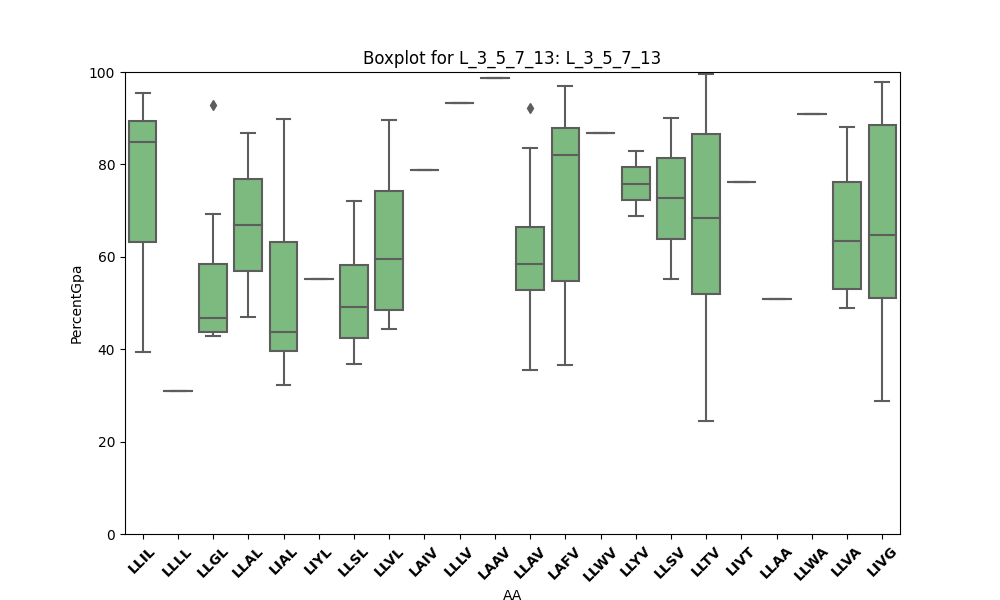 Boxplot for L_3_5_7_13: L_3_5_7_13
PercentGpa
100
80
60
40
20
0
LLIL LLLL LLGL LLAL LIAL LIYL LLSL LLVL LAIV LLLV LAAV LLAV LAFV LLWV LLYV LLSV LLTV LIVT LLAA LLWA LLVA LIVG
AA